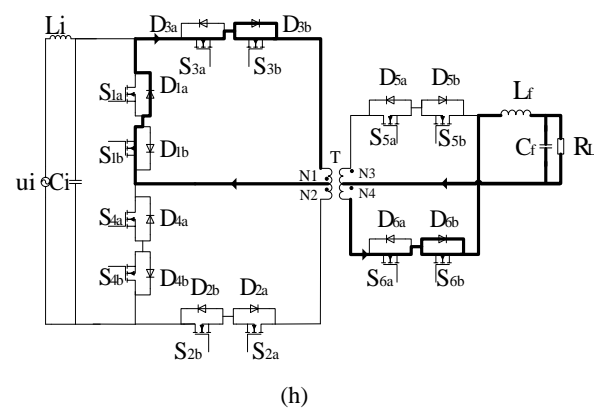 Li
D3a
D3b
S3a
S3b
S1a
D1a
S1b
D1b
D5a
D5b
S5a
S5b
Lf
Cf
RL
T
N1
N3
N2
N4
ui
Ci
S4a
D4a
S4b
D4b
D6a
D6b
S6a
S6b
D2b
D2a
S2b
S2a
(h)